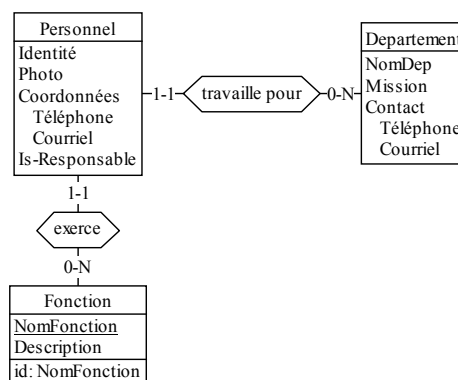 Personnel
Identité
Photo
Coordonnées
Téléphone
Courriel
Is-Responsable
1-1
travaille pour
0-N
Departement
NomDep
Mission
Contact
Téléphone
Courriel
1-1
exerce
0-N
Fonction
NomFonction
Description
id: NomFonction